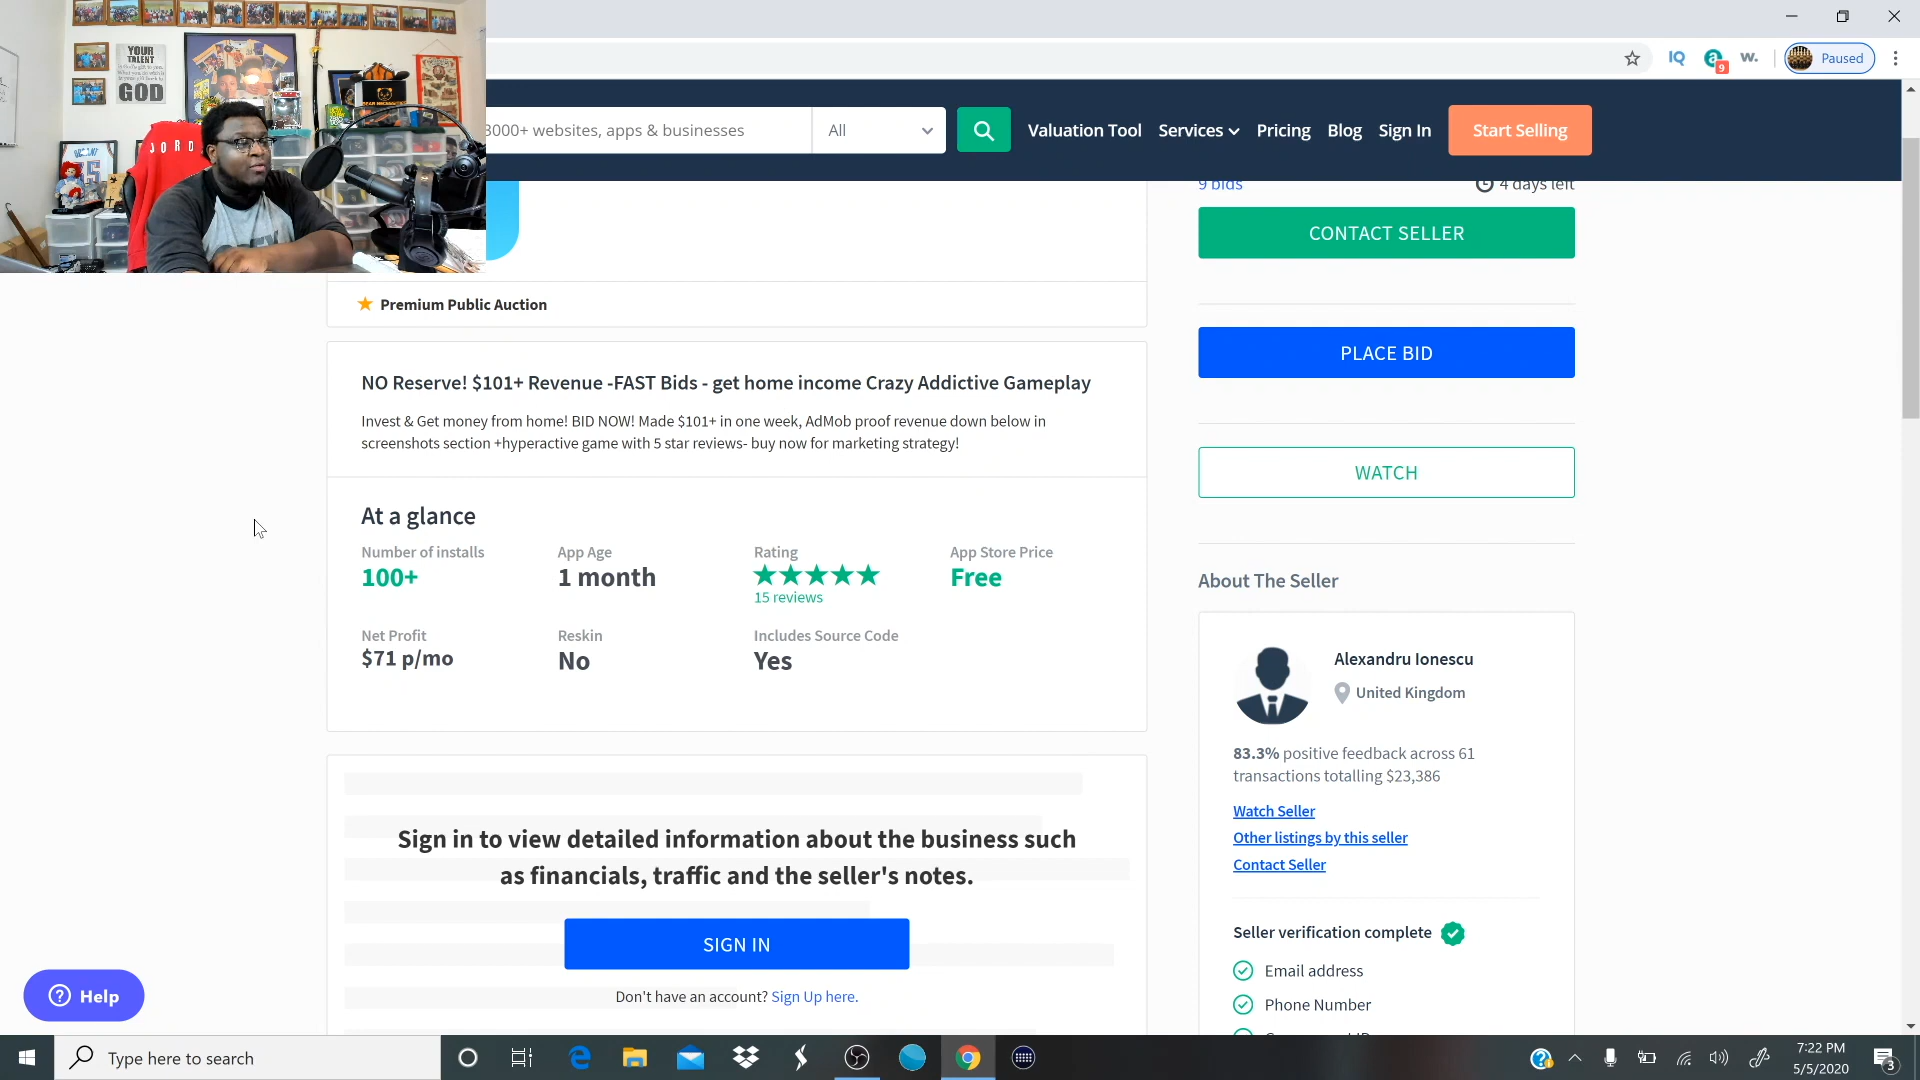 YOUR
TALENT
GOD
JORD
Paused
9
IQ
w.
3000+ websites, apps & businesses
All
Valuation Tool
Services
Pricing
Blog
Sign In
Start Selling
9 bids
4 days left
CONTACT SELLER
Premium Public Auction
PLACE BID
NO Reserve! $101+ Revenue -FAST Bids - get home income Crazy Addictive Gameplay
Invest & Get money from home! BID NOW! Made $101+ in one week, AdMob proof revenue down below in
screenshots section +hyperactive game with 5 star reviews- buy now for marketing strategy!
WATCH
At a glance
Number of installs
100+
App Age
1 month
Rating
15 reviews
App Store Price
Free
Net Profit
$71 p/mo
Reskin
No
Includes Source Code
Yes
About The Seller
Alexandru Ionescu
United Kingdom
83.3% positive feedback across 61
transactions totalling $23,386
Watch Seller
Other listings by this seller
Contact Seller
Seller verification complete
Email address
Phone Number
Sign in to view detailed information about the business such
as financials, traffic and the seller's notes.
SIGN IN
Don't have an account? Sign Up here.
Help
Type here to search
7:22 PM
5/5/2020
3